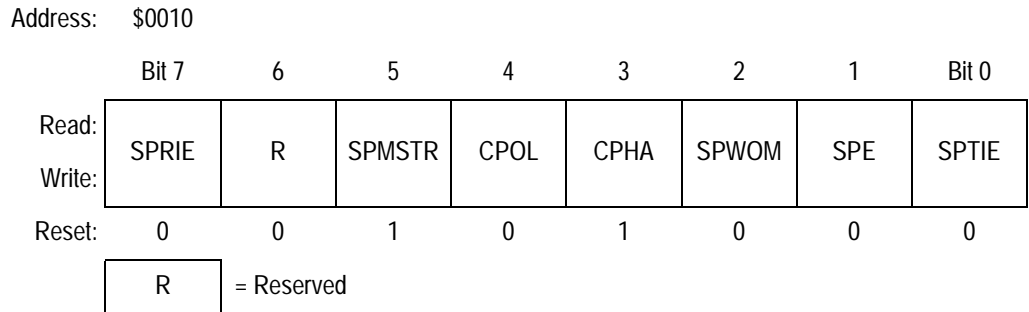 Address: $0010
Bit 7 6 5 4 3 2 1 Bit 0
Read:
SPRIE R SPMSTR CPOL CPHA SPWOM SPE SPTIE
Write:
Reset: 0 0 1 0 1 0 0 0
R = Reserved